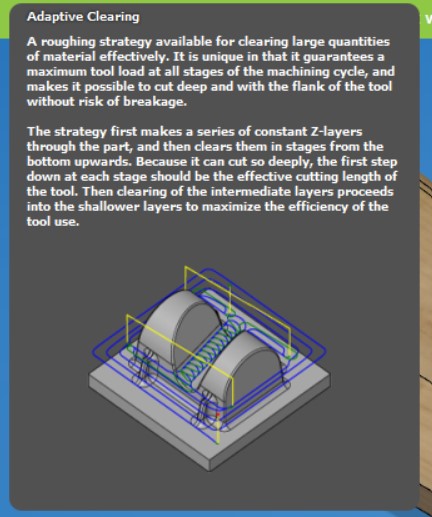 Adaptive Clearing
A roughing strategy available for clearing large quantities
of material effectively. It is unique in that it guarantees a
maximum tool load at all stages of the machining cycle, and
makes it possible to cut deep and with the flank of the tool
without risk of breakage.
The strategy first makes a series of constant Z-layers
through the part, and then clears them in stages from the
bottom upwards. Because it can cut so deeply, the first step
down at each stage should be the effective cutting length of
the tool. Then clearing of the intermediate layers proceeds
into the shallower layers to maximize the efficiency of the
tool use.